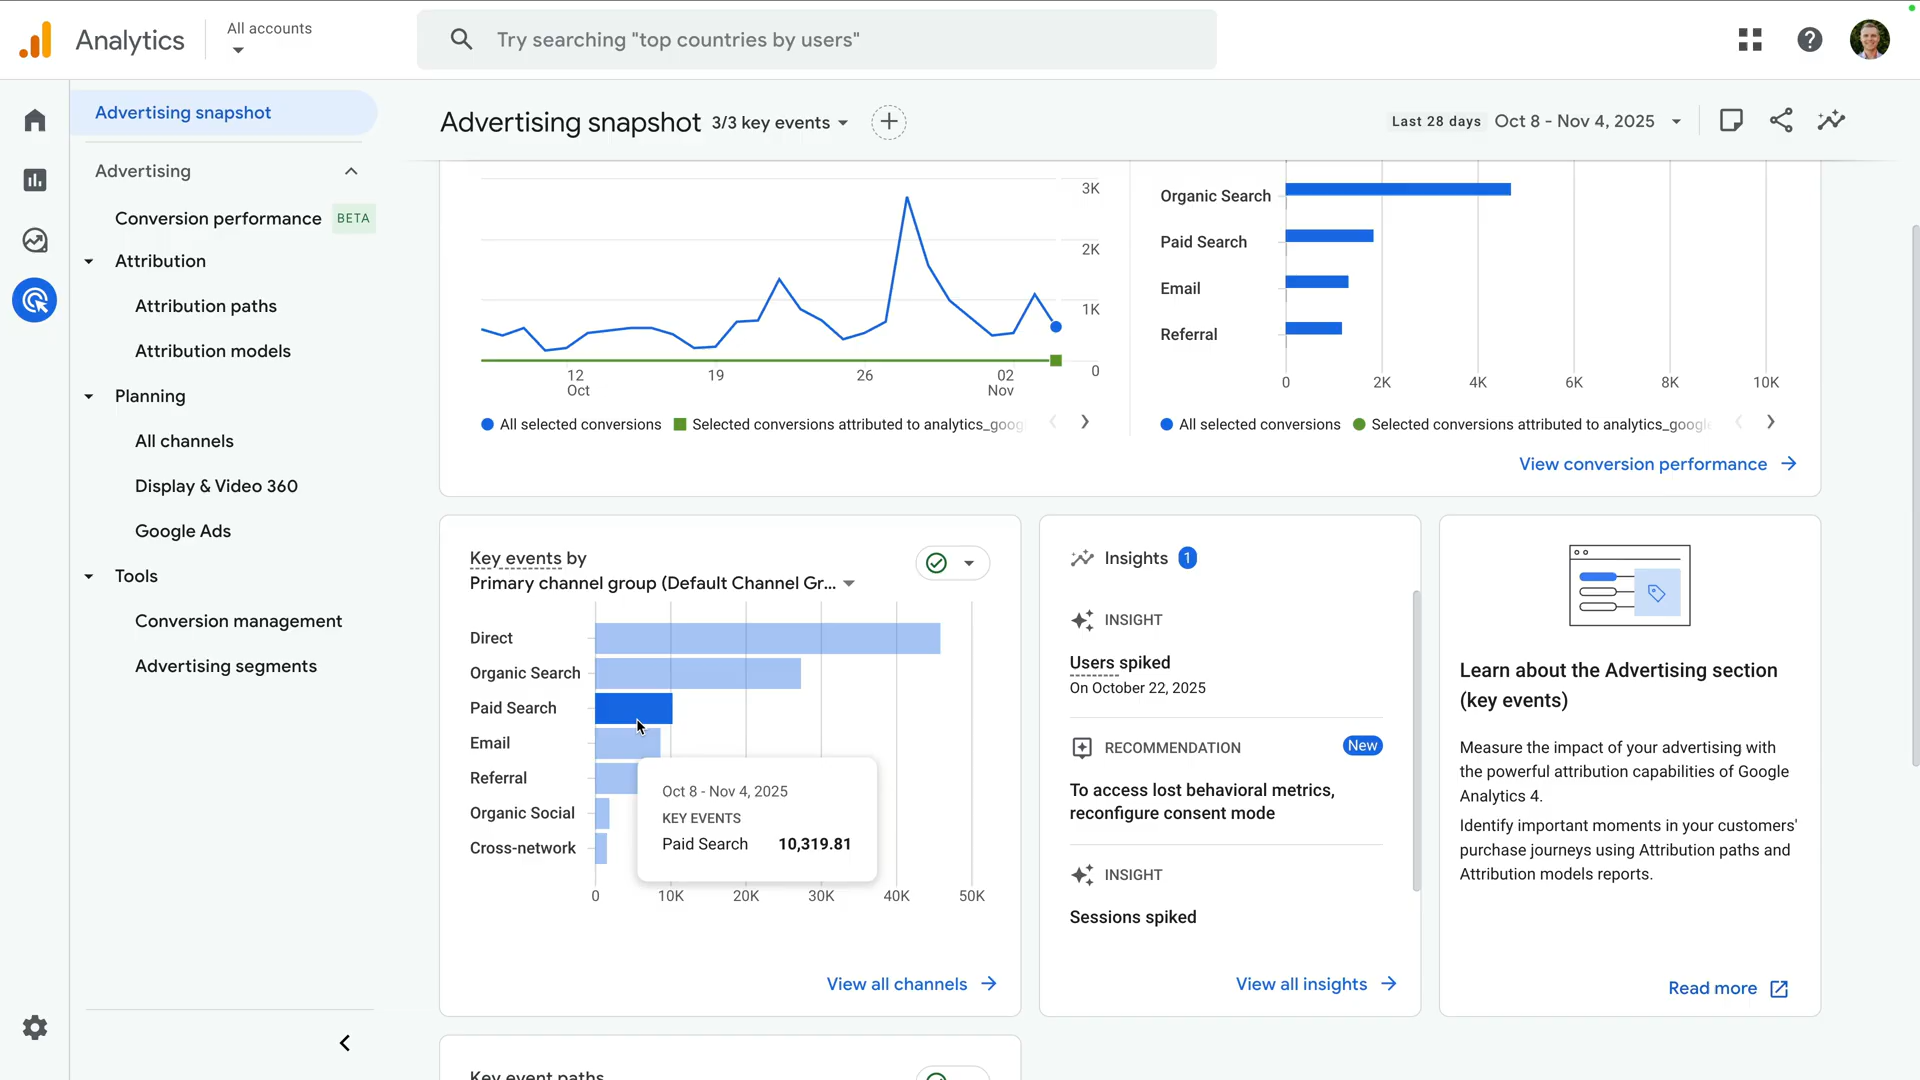 Analytics
All accounts
Try searching "top countries by users"
Advertising snapshot
Advertising
Conversion performance BETA
Attribution
Attribution paths
Attribution models
Planning
All channels
Display & Video 360
Google Ads
Tools
Conversion management
Advertising segments
Advertising snapshot 3/3 key events
Last 28 days Oct 8 - Nov 4, 2025
3K
2K
1K
0
12
Oct
19
26
02
Nov
All selected conversions Selected conversions attributed to
Organic Search
Paid Search
Email
Referral
0 2K 4K 6K 8K 10K
All selected conversions Selected conversions attributed to
View conversion performance
Key events by
Primary channel group (Default Channel Gr...
Direct
Organic Search
Paid Search
Email
Referral
Organic Social
Cross-network
Oct 8 - Nov 4, 2025
KEY EVENTS
Paid Search 10,319.81
0 10K 20K 30K 40K 50K
View all channels
Insights 1
INSIGHT
Users spiked
On October 22, 2025
RECOMMENDATION New
To access lost behavioral metrics,
reconfigure consent mode
INSIGHT
Sessions spiked
View all insights
Learn about the Advertising section
(key events)
Measure the impact of your advertising with
the powerful attribution capabilities of Google
Analytics 4.
Identify important moments in your customers'
purchase journeys using Attribution paths and
Attribution models reports.
Read more
Key event paths